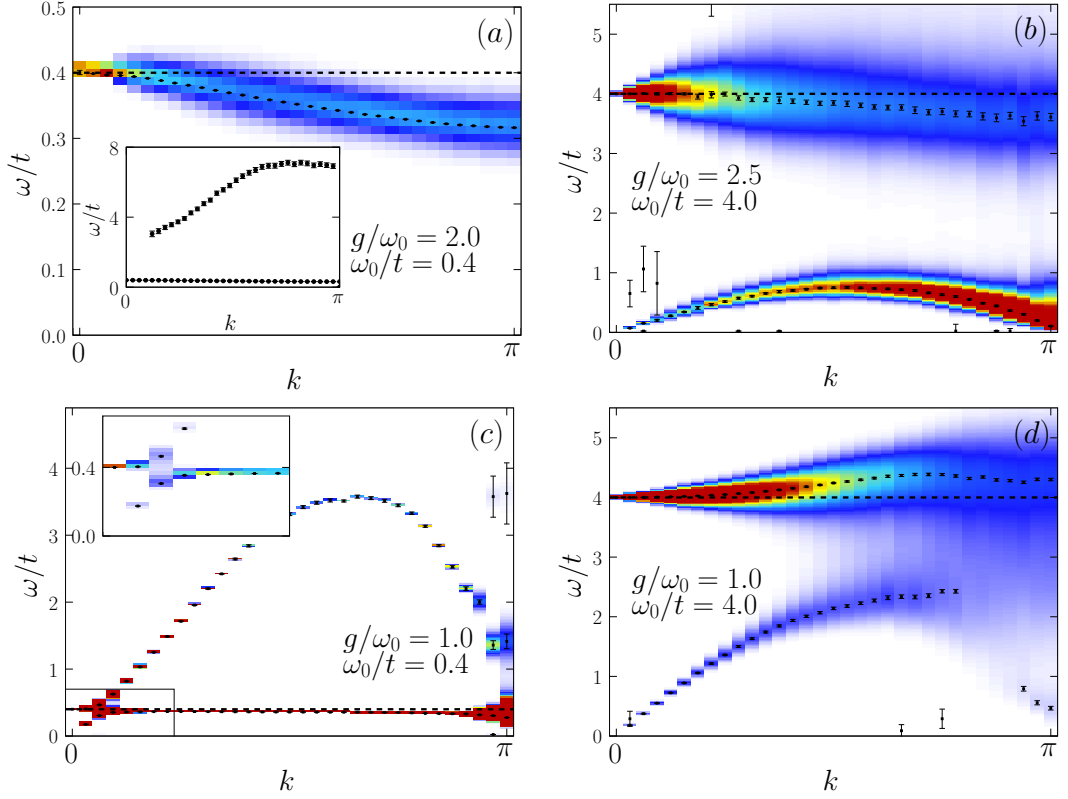 (a)
ω/t
0.5
0.4
0.3
0.2
0.1
0.0
0
π
k
ω/t
8
4
0
0
π
k
g/ω₀ = 2.0
ω₀/t = 0.4
(b)
ω/t
5
4
3
2
1
0
0
π
k
g/ω₀ = 2.5
ω₀/t = 4.0
(c)
ω/t
4
3
2
1
0
0
π
k
0.4
0.0
g/ω₀ = 1.0
ω₀/t = 0.4
(d)
ω/t
5
4
3
2
1
0
0
π
k
g/ω₀ = 1.0
ω₀/t = 4.0